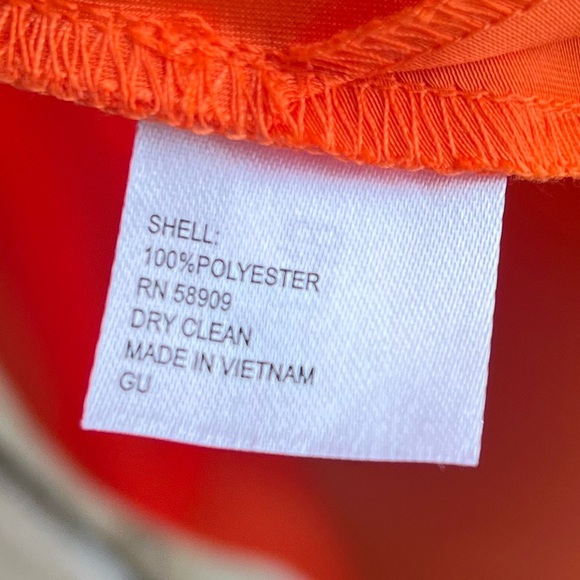 SHELL:
100%POLYESTER
RN 58909
DRY CLEAN
MADE IN VIETNAM
GU